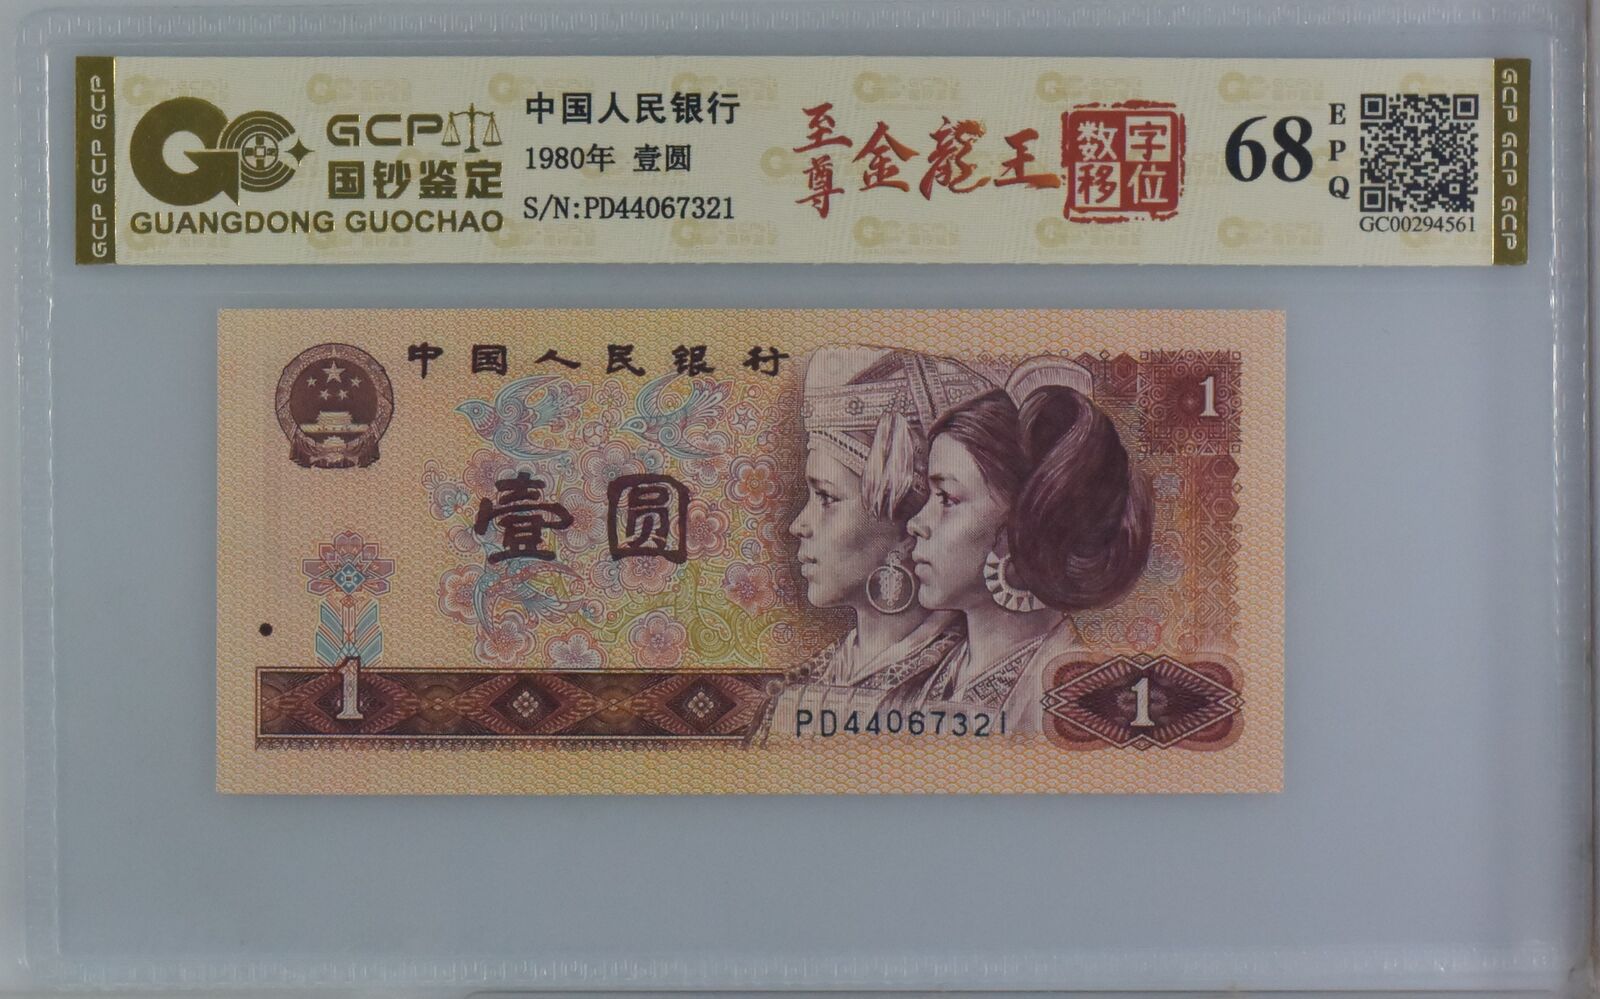 GCP GCP GCP
GCP
国钞鉴定
GUANGDONG GUOCHAO
中国人民银行
1980年 壹圆
S/N:PD44067321
至尊 金龍王
数字移位
68
EPQ
GC00294561
GCP GCP GCP
中国人民银行
1
壹圆
1
PD44067321
1